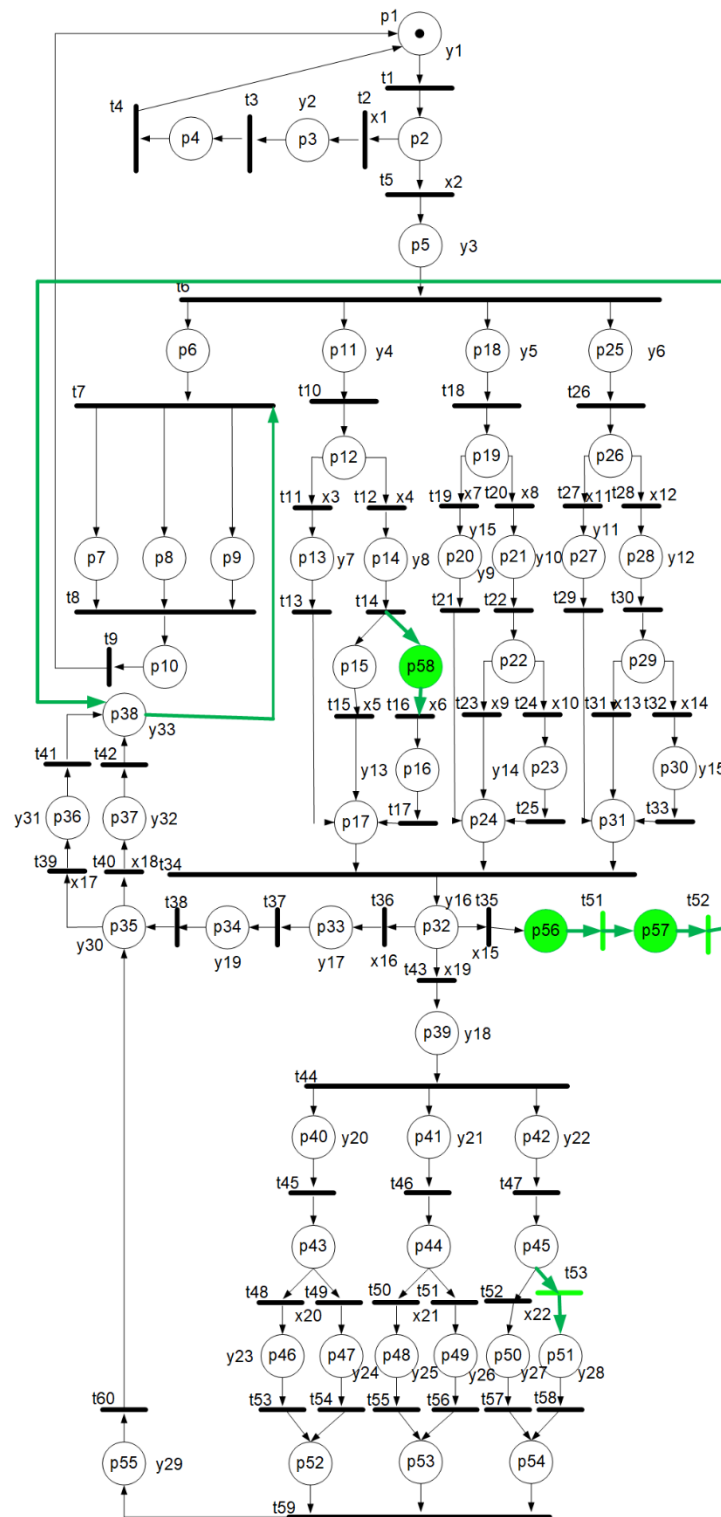 p1
y1
t1
t4
t3
y2
t2
x1
p4
p3
p2
t5
x2
p5
y3
t6
p6
p11
y4
p18
y5
p25
y6
t7
t10
t18
t26
p12
p19
p26
t11
x3
t12
x4
t19
x7
t20
x8
t27
x11
t28
x12
y15
y11
p7
p8
p9
p13
y7
p14
y8
p20
y9
p21
y10
p27
p28
y12
t8
t13
t14
t21
t22
t29
t30
t9
p10
p15
p58
p22
p29
p38
y33
t15
x5
t16
x6
t23
x9
t24
x10
t31
x13
t32
x14
t41
t42
y13
p16
y14
p23
p30
y15
y31
p36
p37
y32
p17
t17
p24
t25
p31
t33
t39
x17
t40
x18
t34
p35
y30
t38
p34
y19
t37
p33
y17
t36
x16
p32
y16
t35
x15
p56
t51
p57
t52
t43
x19
p39
y18
t44
p40
y20
p41
y21
p42
y22
t45
t46
t47
p43
p44
p45
t53
t48
x20
t49
t50
x21
t51
t52
x22
y23
p46
p47
y24
p48
y25
p49
y26
p50
y27
p51
y28
t60
t53
t54
t55
t56
t57
t58
p55
y29
p52
p53
p54
t59